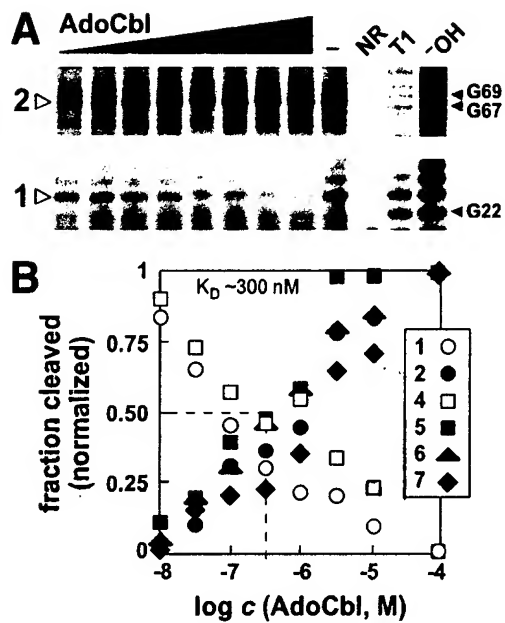 A
AdoCbl
– NR T1 -OH
2
G69
G67
1
G22
B
K_D ~300 nM
fraction cleaved
(normalized)
1
0.75
0.50
0.25
0
1
2
4
5
6
7
-8 -7 -6 -5 -4
log c (AdoCbl, M)